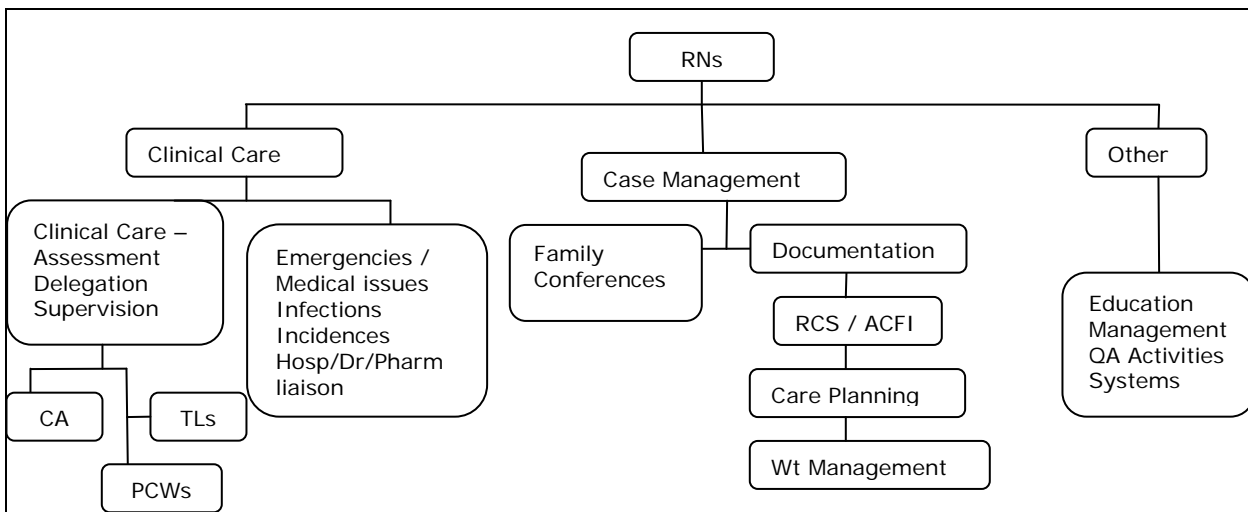 RNs
Clinical Care
Case Management
Other
Clinical Care –
Assessment
Delegation
Supervision
Emergencies /
Medical issues
Infections
Incidences
Hosp/Dr/Pharm
liaison
Family
Conferences
Documentation
RCS / ACFI
Care Planning
Wt Management
Education
Management
QA Activities
Systems
CA
TLs
PCWs